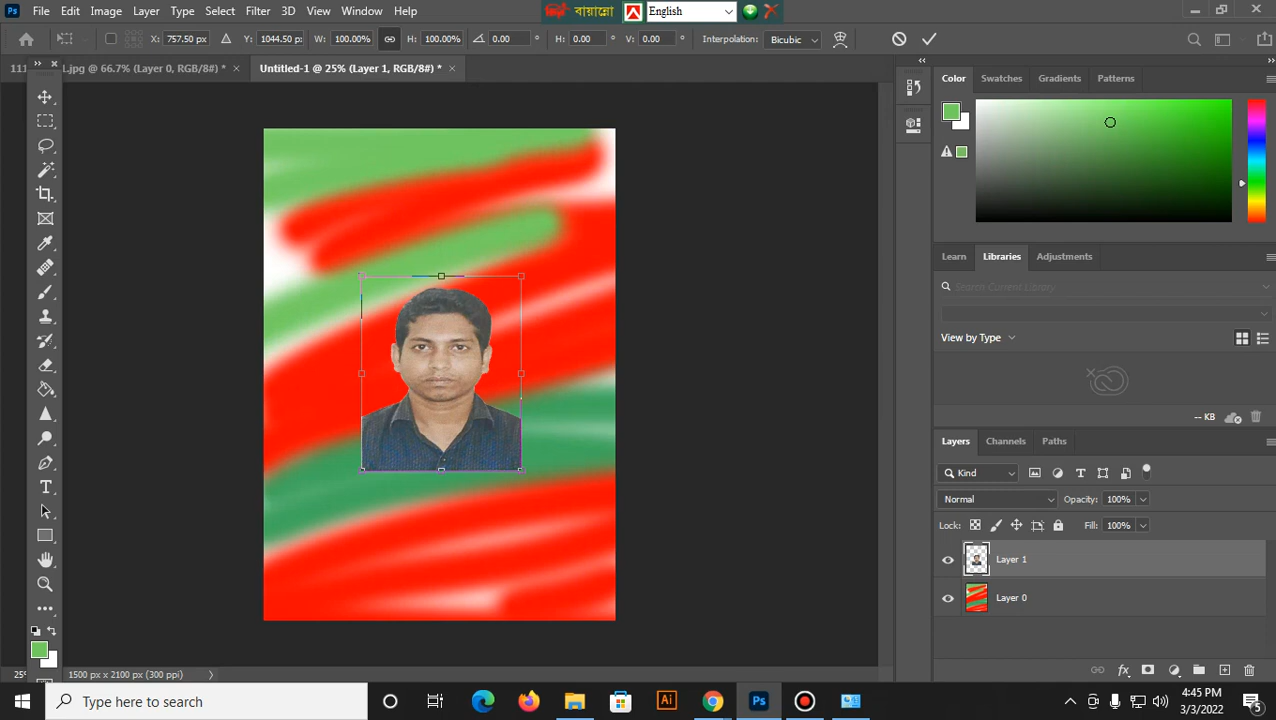 বায়ান্নো English
Ps File Edit Image Layer Type Select Filter 3D View Window Help
X: 757.50 px Y: 1044.50 px W: 100.00% H: 100.00% 0.00 ° H: 0.00 ° V: 0.00 ° Interpolation: Bicubic
L.jpg @ 66.7% (Layer 0, RGB/8#) * × Untitled-1 @ 25% (Layer 1, RGB/8#) * ×
Color Swatches Gradients Patterns
Learn Libraries Adjustments
Search Current Library
View by Type
-- KB
Layers Channels Paths
Kind
Normal Opacity: 100%
Lock: Fill: 100%
Layer 1
Layer 0
1500 px x 2100 px (300 ppi)
Type here to search
Ai Ps
4:45 PM
3/3/2022
5